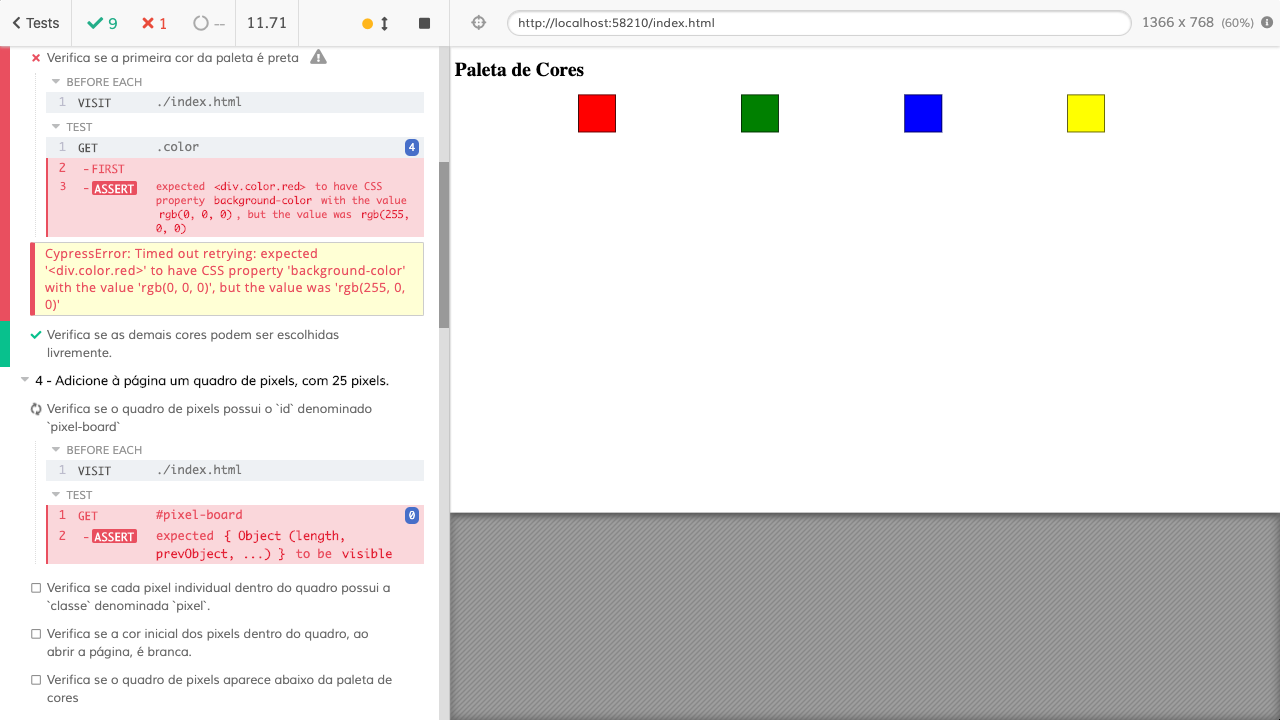 Tests 9 1 -- 11.71 http://localhost:58210/index.html 1366 x 768 (60%)
Verifica se a primeira cor da paleta é preta
BEFORE EACH
1 VISIT ./index.html
TEST
1 GET .color 4
2 - FIRST
3 - ASSERT expected <div.color.red> to have CSS
property background-color with the value
rgb(0, 0, 0), but the value was rgb(255,
0, 0)
CypressError: Timed out retrying: expected
'<div.color.red>' to have CSS property 'background-color'
with the value 'rgb(0, 0, 0)', but the value was 'rgb(255, 0,
0)'
Verifica se as demais cores podem ser escolhidas
livremente.
4 - Adicione à página um quadro de pixels, com 25 pixels.
Verifica se o quadro de pixels possui o `id` denominado
`pixel-board`
BEFORE EACH
1 VISIT ./index.html
TEST
1 GET #pixel-board 0
2 - ASSERT expected { Object (length,
prevObject, ...) } to be visible
Verifica se cada pixel individual dentro do quadro possui a
`classe` denominada `pixel`.
Verifica se a cor inicial dos pixels dentro do quadro, ao
abrir a página, é branca.
Verifica se o quadro de pixels aparece abaixo da paleta de
cores
Paleta de Cores